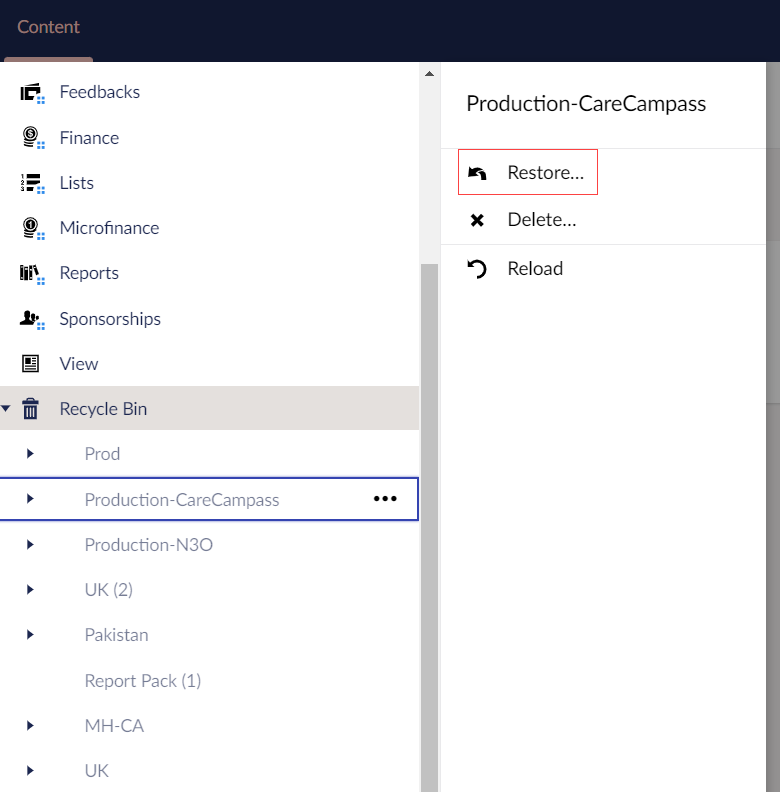 Content
Feedbacks
Finance
Lists
Microfinance
Reports
Sponsorships
View
Recycle Bin
Prod
Production-CareCampass
Production-N3O
UK (2)
Pakistan
Report Pack (1)
MH-CA
UK
Production-CareCampass
Restore...
Delete...
Reload